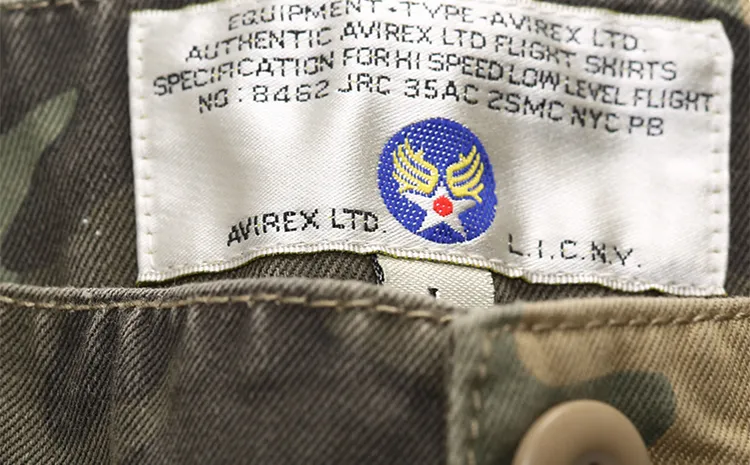 EQUIPMENT-TYPE-AVIREX LTD.
AUTHENTIC AVIREX LTD FLIGHT SHIRTS
SPECIFICATION FOR HI SPEED LOW LEVEL FLIGHT
NO : 8462 JRC 35AC 2SMC NYC PB
AVIREX LTD.
L.I.C.N.Y.